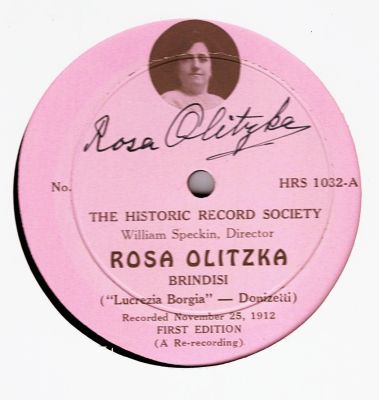 Rosa Olitzka
No. HRS 1032-A
THE HISTORIC RECORD SOCIETY
William Speckin, Director
ROSA OLITZKA
BRINDISI
("Lucrezia Borgia" — Donizetti)
Recorded November 25, 1912
FIRST EDITION
(A Re-recording)